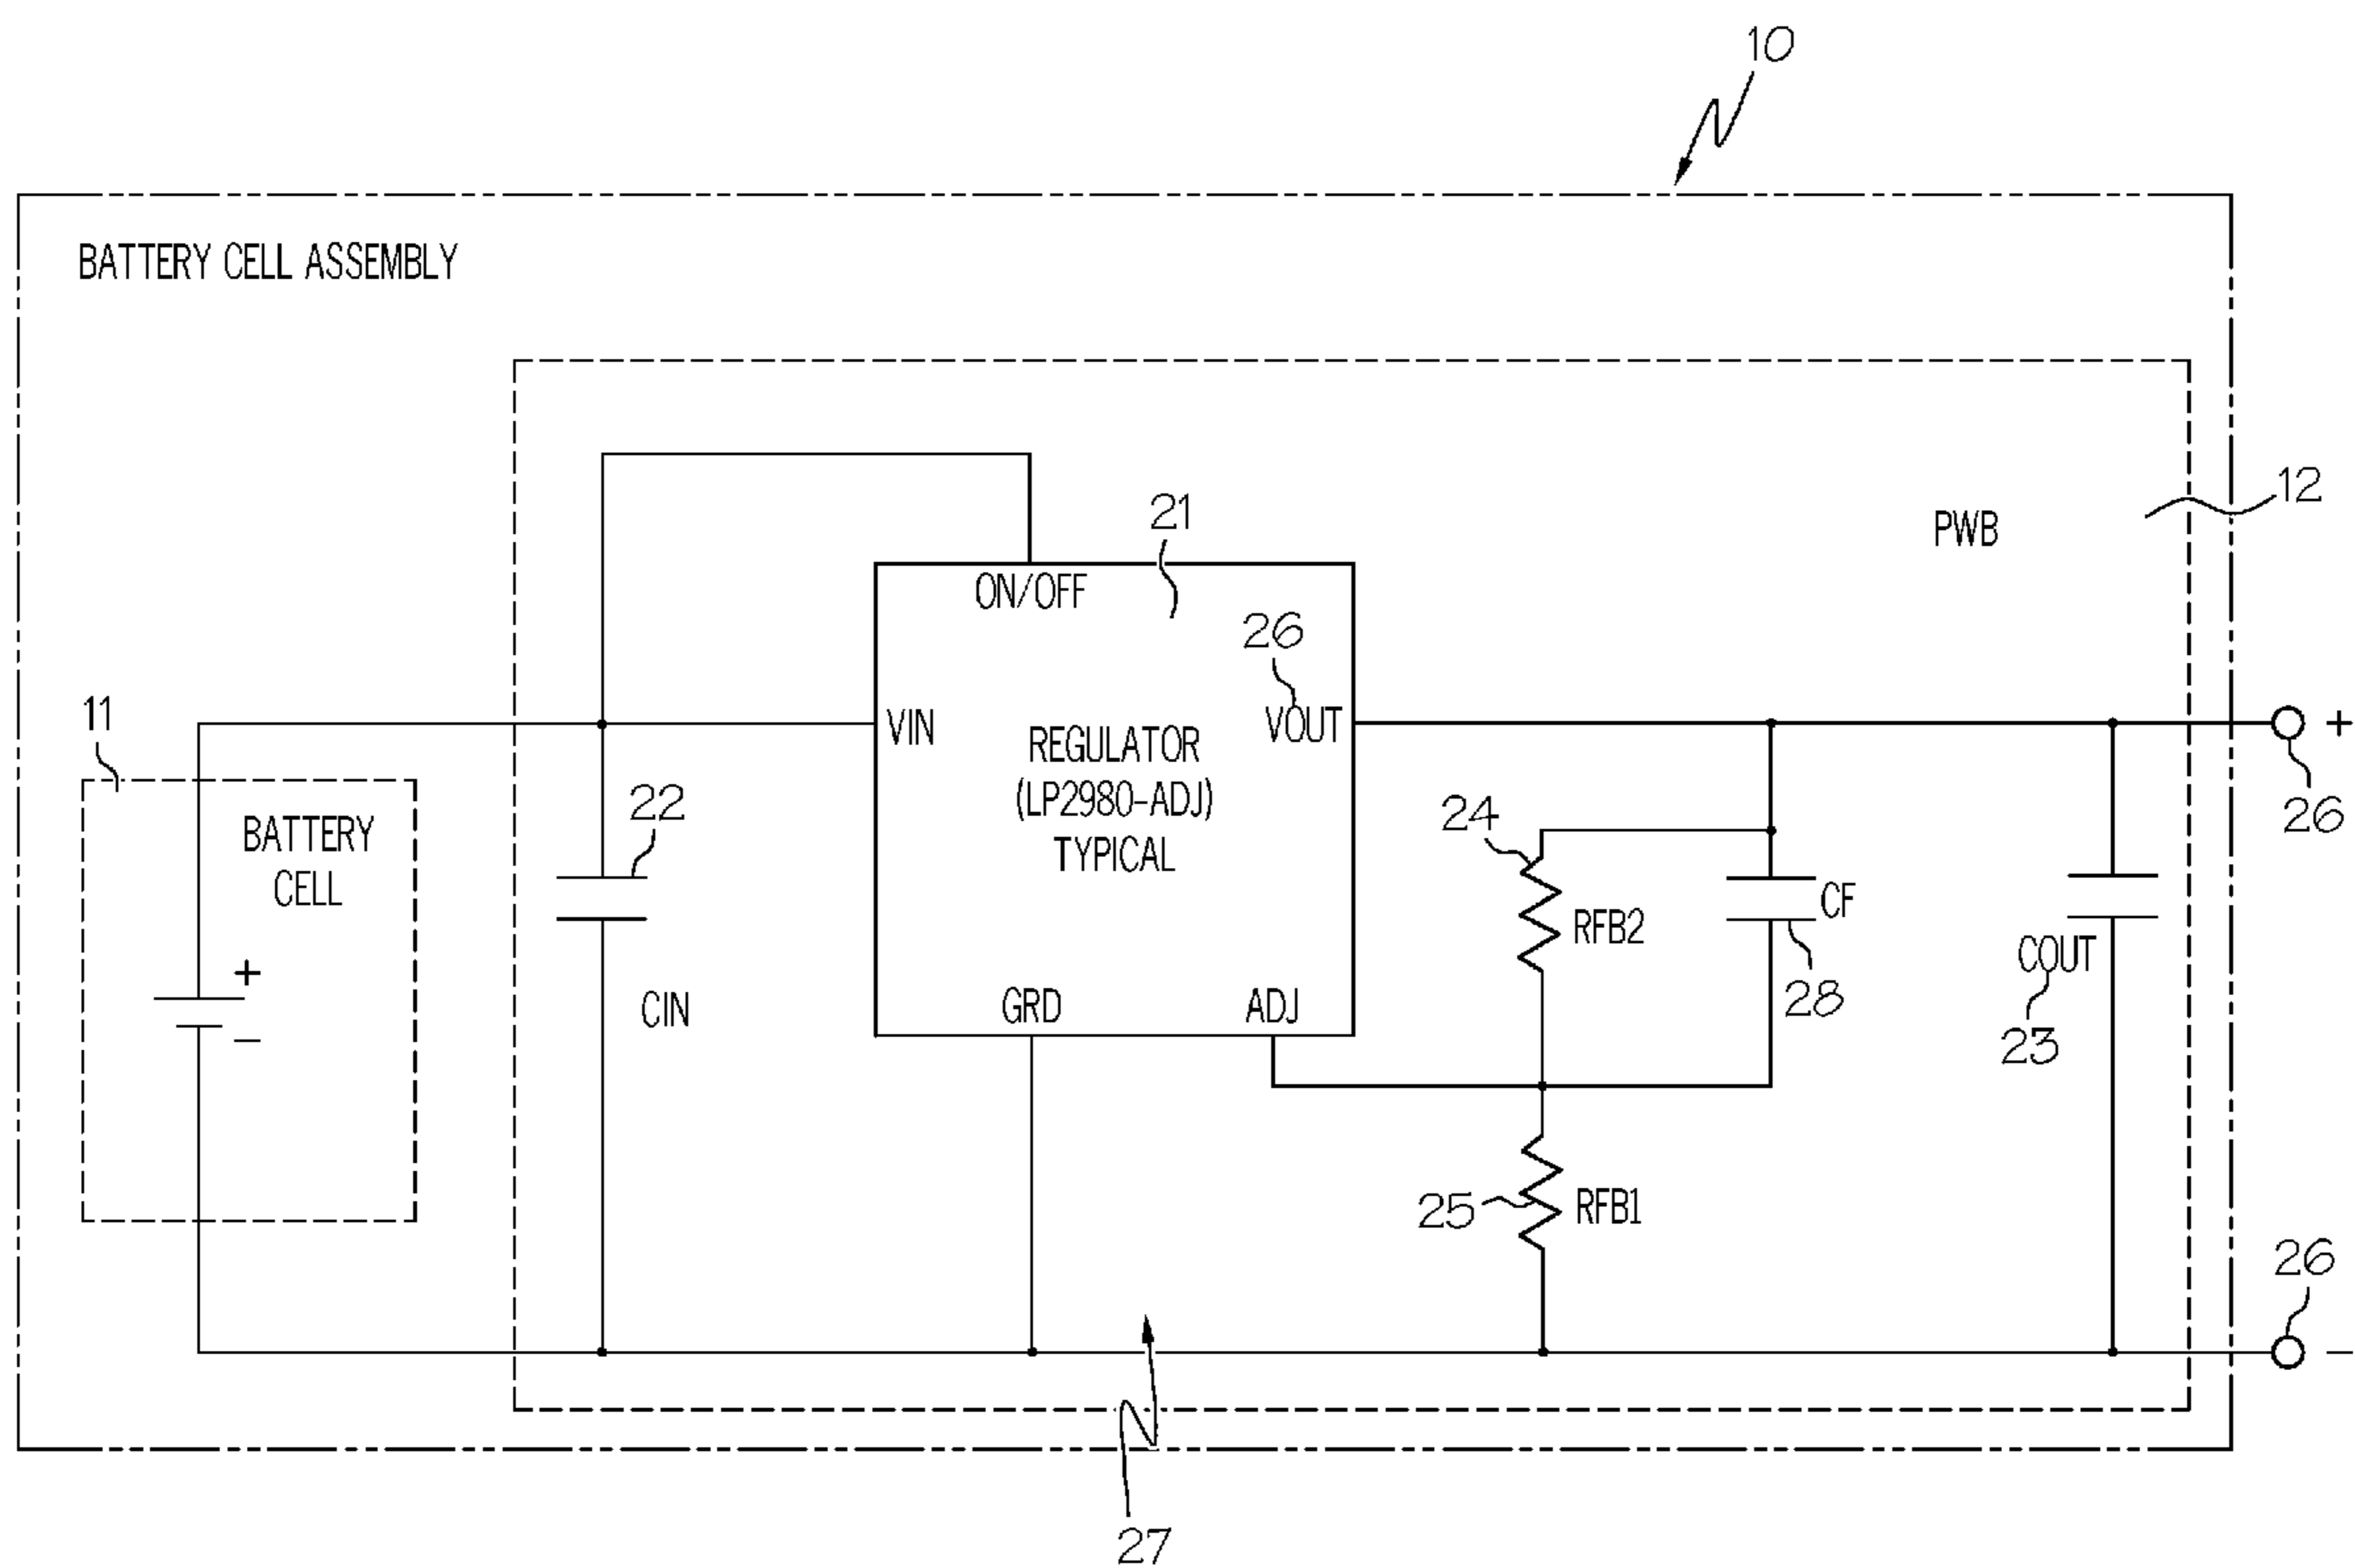 10
BATTERY CELL ASSEMBLY
12
PWB
21
ON/OFF
26
11
VIN
VOUT
+
REGULATOR
(LP2980-ADJ)
TYPICAL
26
22
24
BATTERY
CELL
CF
RFB2
COUT
+
−
CIN
GRD
ADJ
28
23
25
RFB1
26
−
27